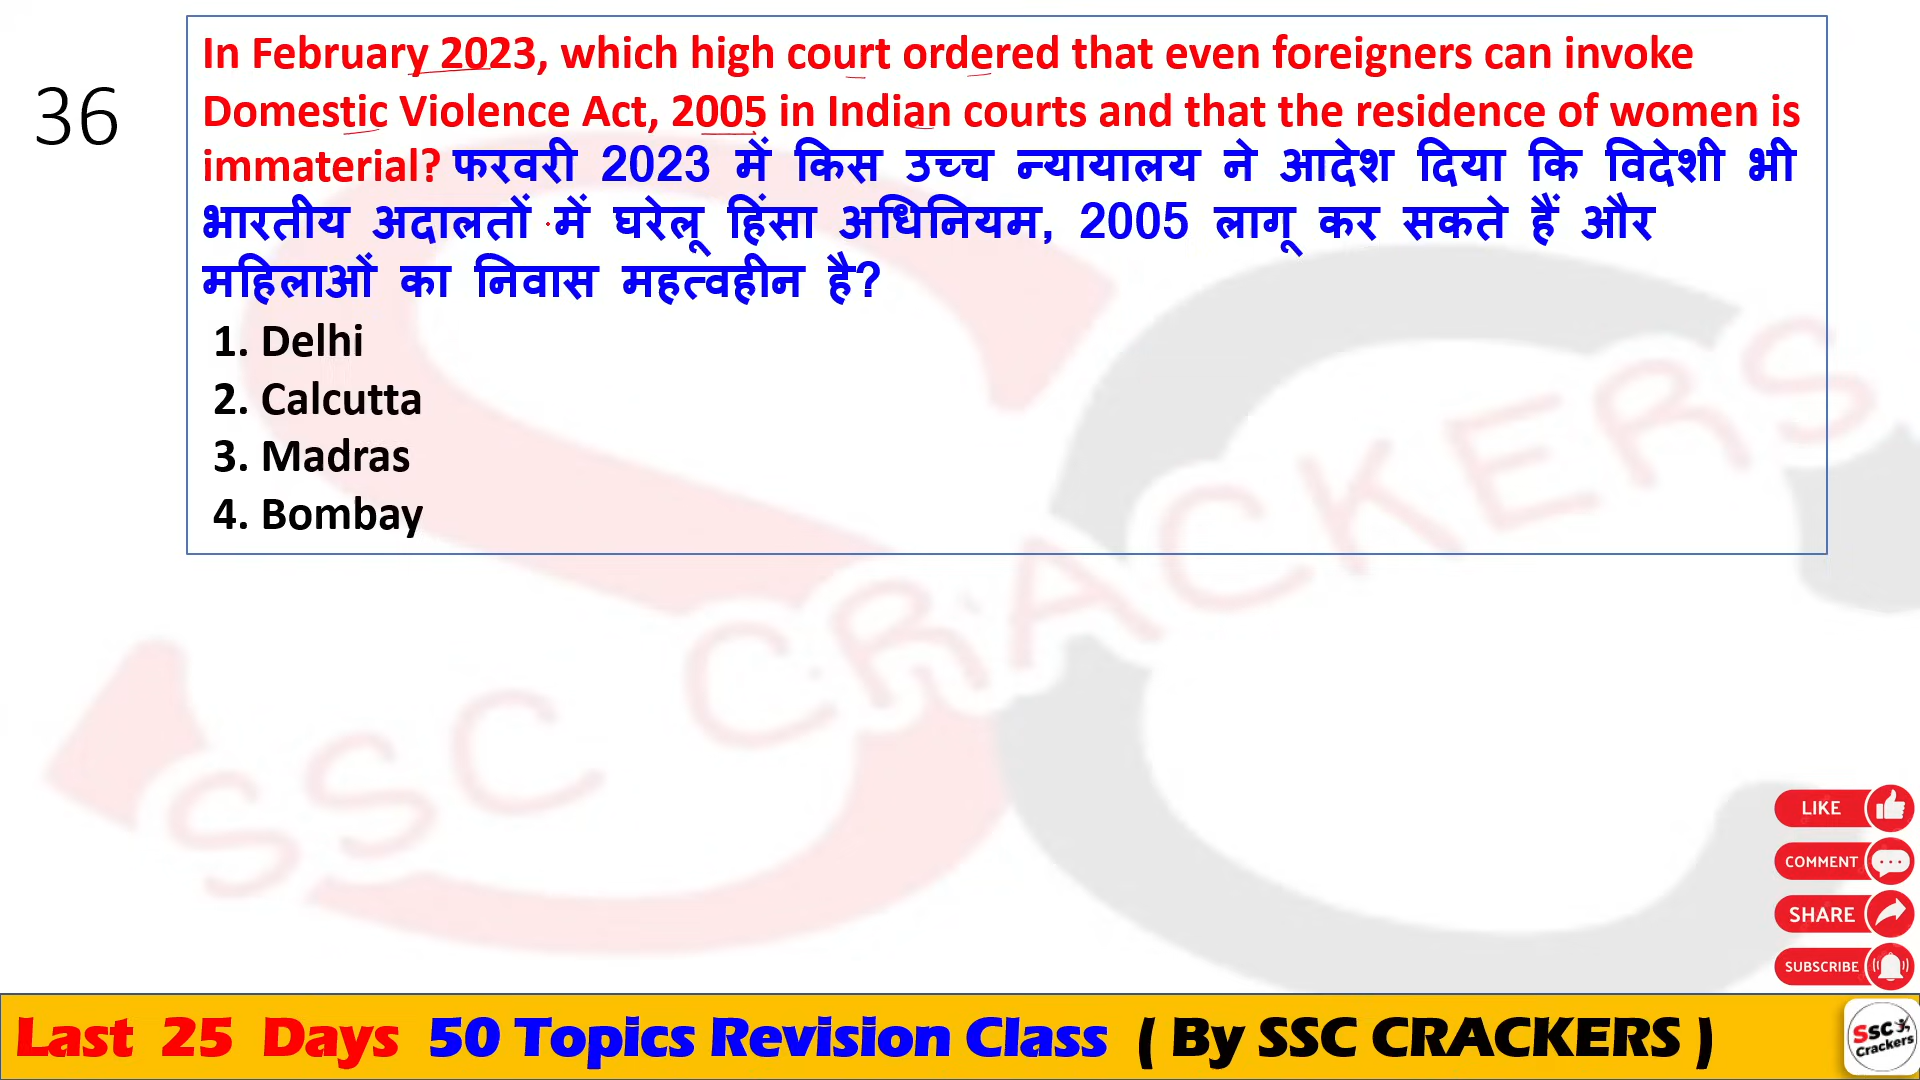 36
In February 2023, which high court ordered that even foreigners can invoke
Domestic Violence Act, 2005 in Indian courts and that the residence of women is
immaterial? फरवरी 2023 में किस उच्च न्यायालय ने आदेश दिया कि विदेशी भी
भारतीय अदालतों में घरेलू हिंसा अधिनियम, 2005 लागू कर सकते हैं और
महिलाओं का निवास महत्वहीन है?
1. Delhi
2. Calcutta
3. Madras
4. Bombay
SSC CRACKERS
LIKE
COMMENT
SHARE
SUBSCRIBE
Last 25 Days 50 Topics Revision Class ( By SSC CRACKERS )
SSC
Crackers